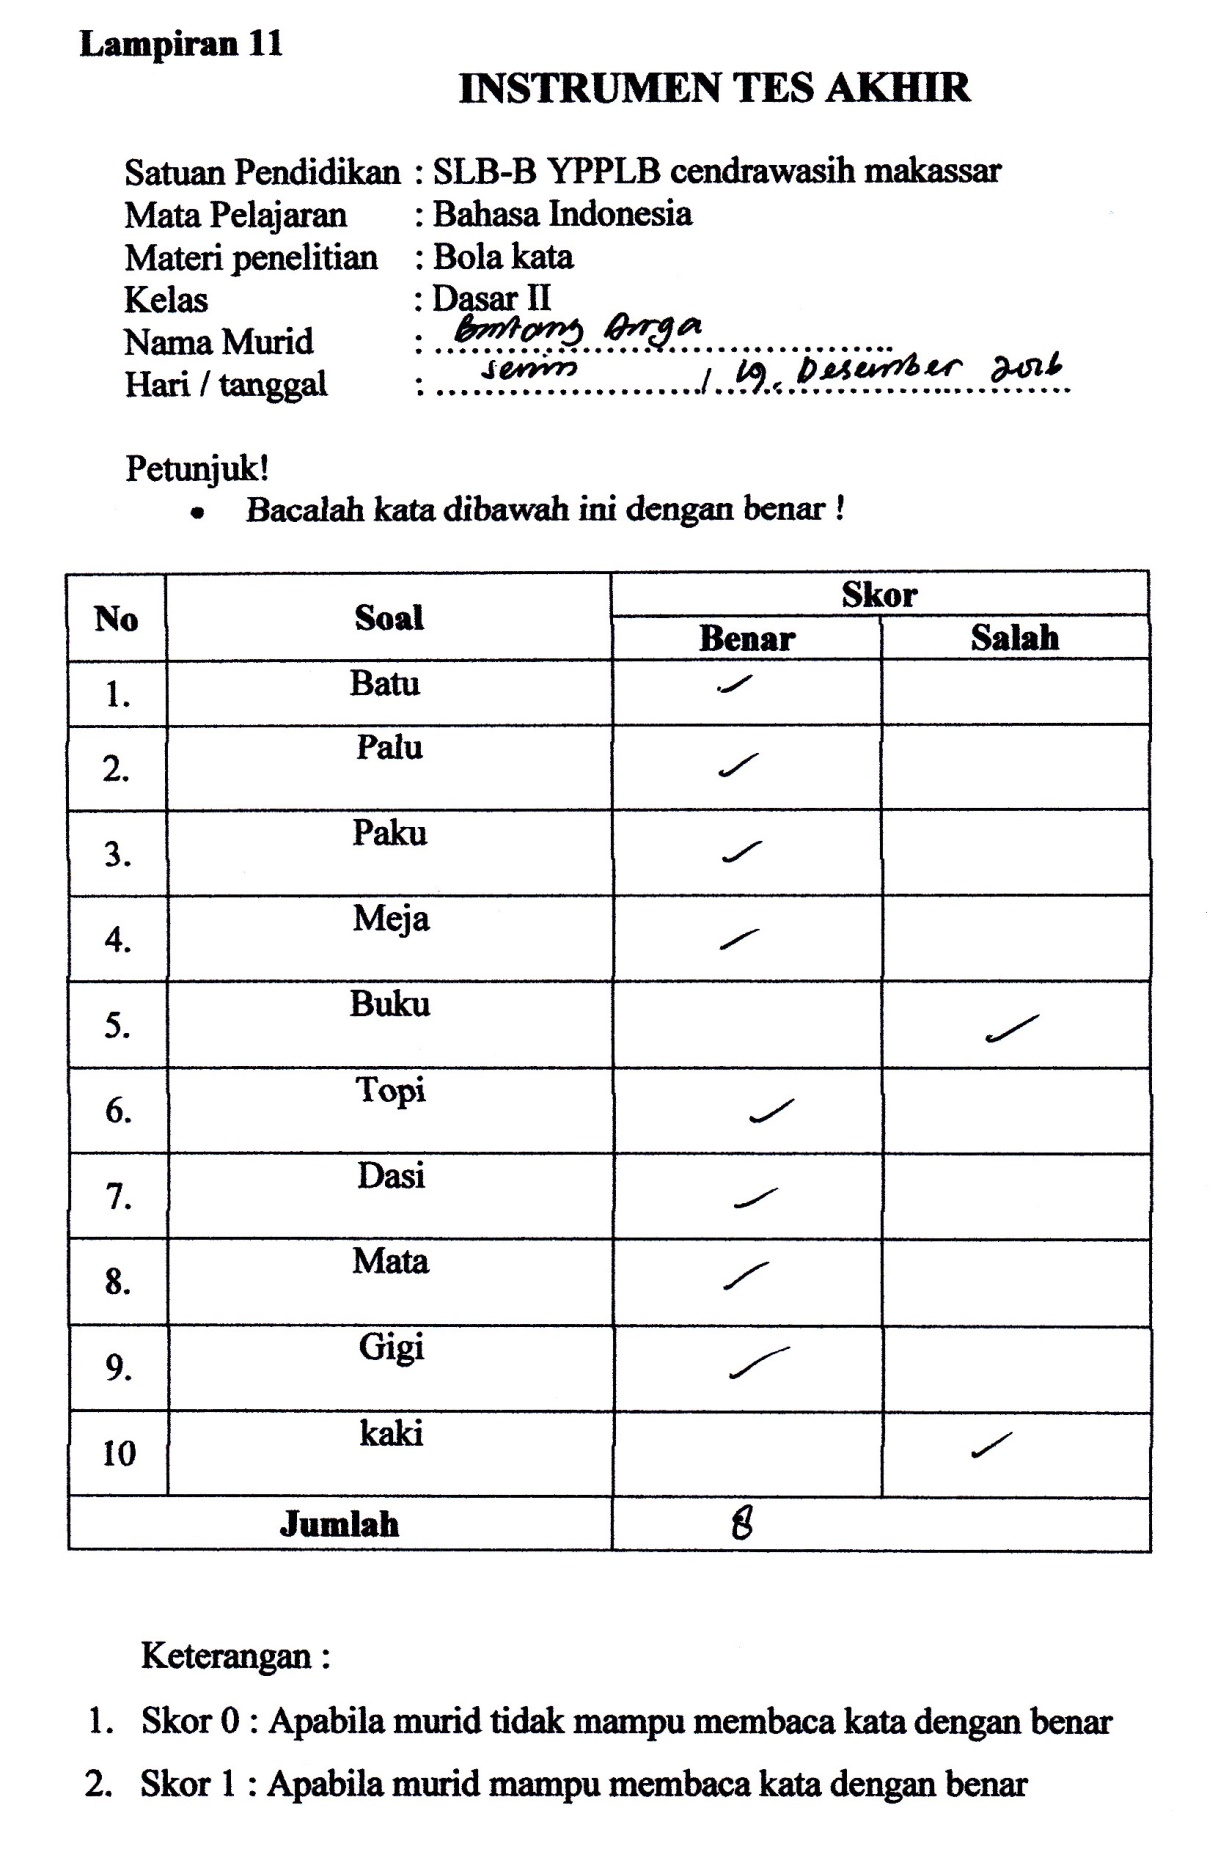 Lampiran 11
INSTRUMEN TES AKHIR
Satuan Pendidikan : SLB-B YPPLB cendrawasih makassar
Mata Pelajaran : Bahasa Indonesia
Materi penelitian : Bola kata
Kelas : Dasar II
Nama Murid : Bintang Arga
Hari / tanggal : senin / 19. Desember 2016
Petunjuk!
• Bacalah kata dibawah ini dengan benar !
No Soal Skor
Benar Salah
1. Batu ✓
2. Palu ✓
3. Paku ✓
4. Meja ✓
5. Buku ✓
6. Topi ✓
7. Dasi ✓
8. Mata ✓
9. Gigi ✓
10 kaki ✓
Jumlah 8
Keterangan :
1. Skor 0 : Apabila murid tidak mampu membaca kata dengan benar
2. Skor 1 : Apabila murid mampu membaca kata dengan benar